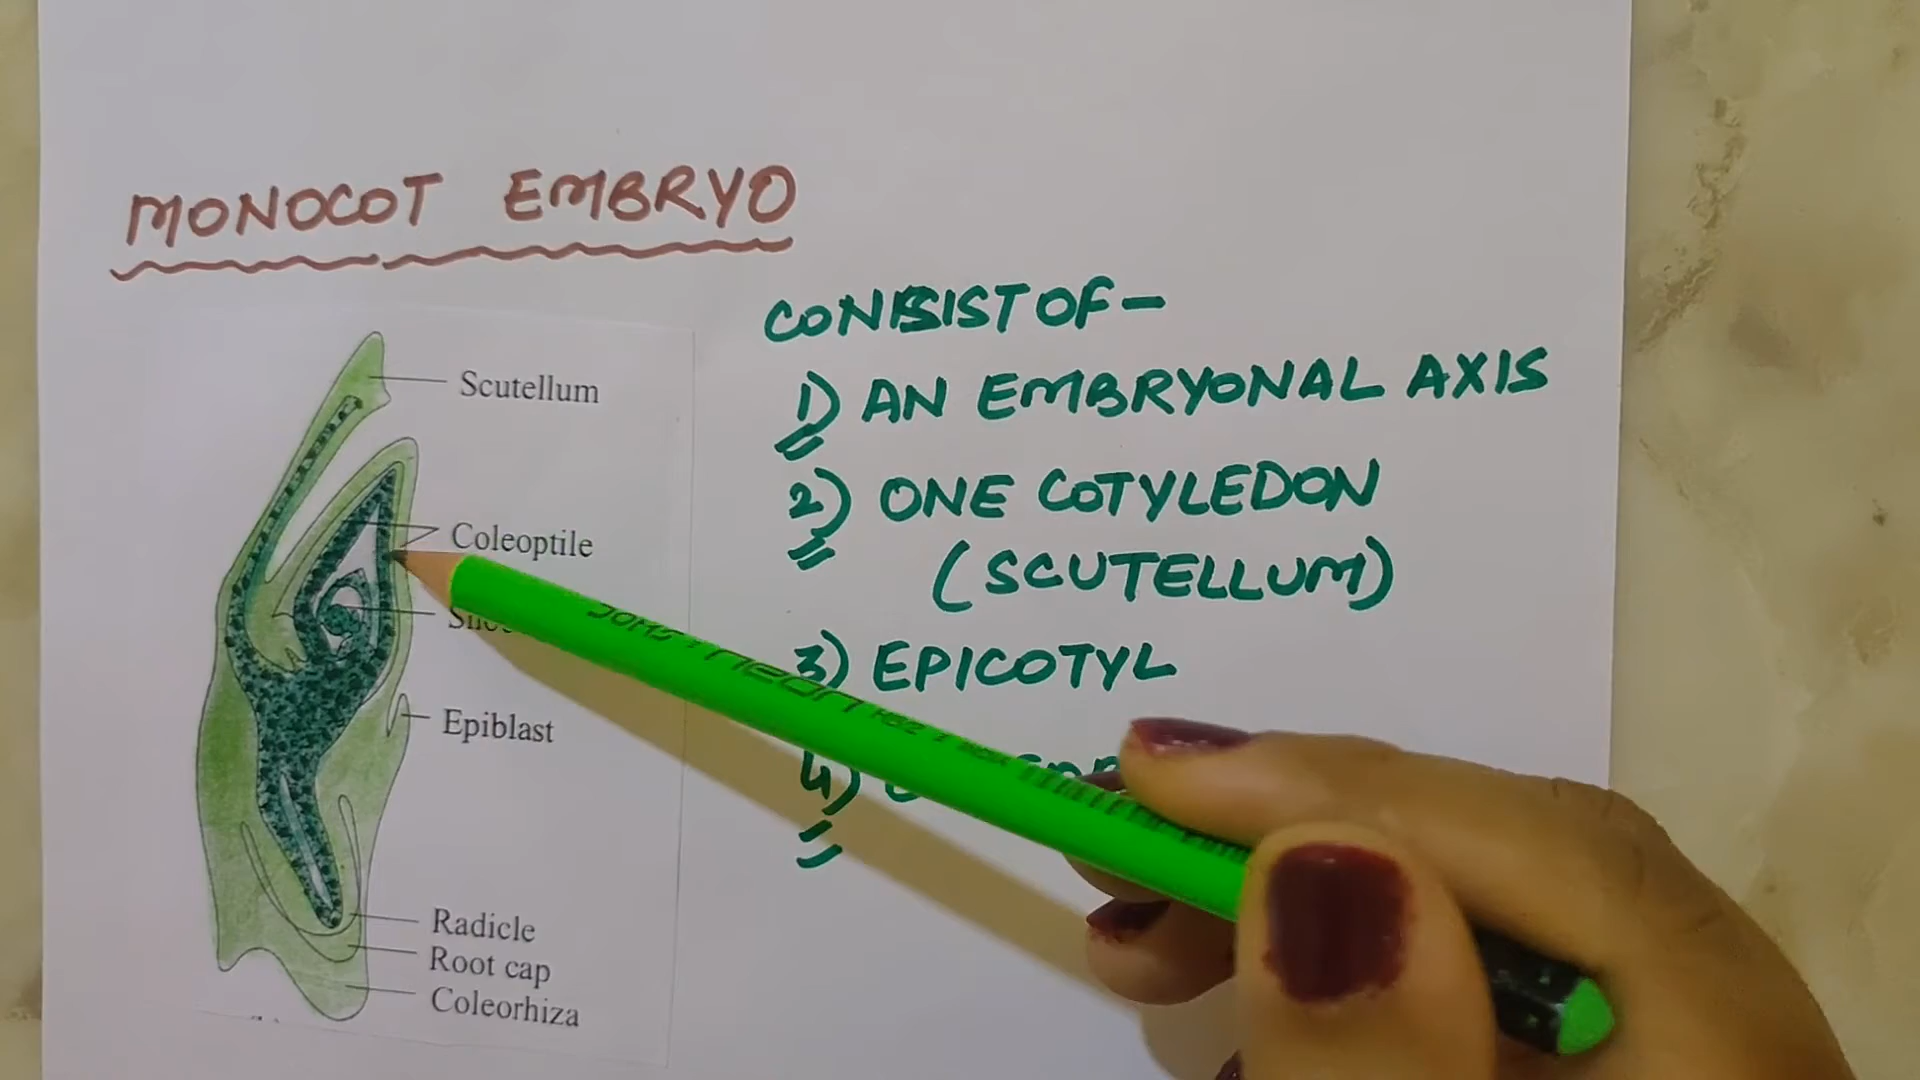 MONOCOT EMBRYO
CONSIST OF -
1) AN EMBRYONAL AXIS
2) ONE COTYLEDON
(SCUTELLUM)
3) EPICOTYL
4)
Scutellum
Coleoptile
Epiblast
Radicle
Root cap
Coleorhiza